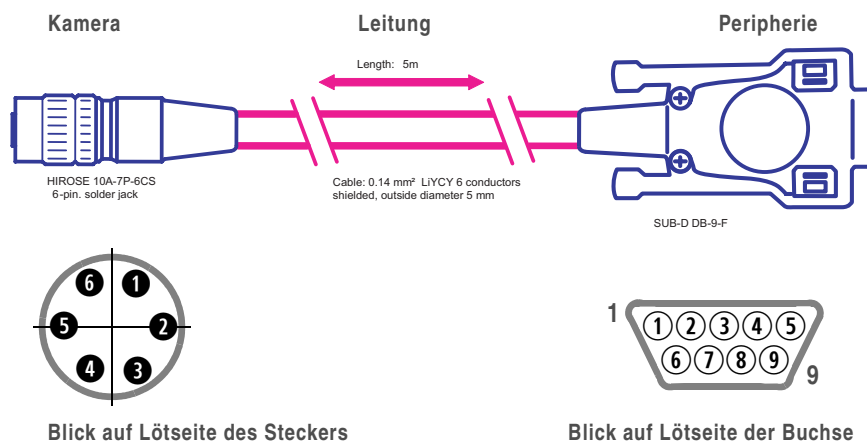 Kamera Leitung Peripherie
Length: 5m
HIROSE 10A-7P-6CS
6-pin. solder jack
Cable: 0.14 mm² LiYCY 6 conductors
shielded, outside diameter 5 mm
SUB-D DB-9-F
6 1
5 2
4 3
1
1 2 3 4 5
6 7 8 9
9
Blick auf Lötseite des Steckers
Blick auf Lötseite der Buchse